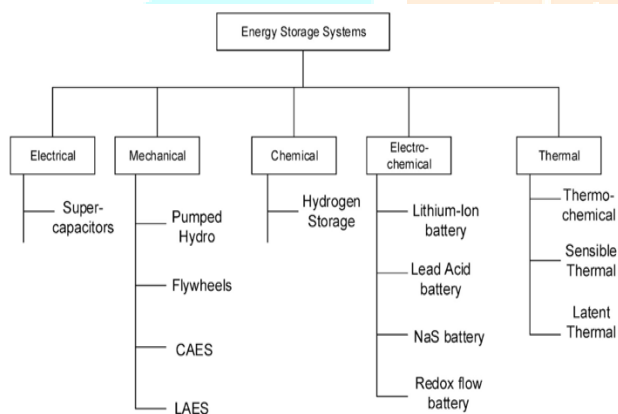 Energy Storage Systems
Electrical
Mechanical
Chemical
Electro-
chemical
Thermal
Super-
capacitors
Pumped
Hydro
Flywheels
CAES
LAES
Hydrogen
Storage
Lithium-Ion
battery
Lead Acid
battery
NaS battery
Redox flow
battery
Thermo-
chemical
Sensible
Thermal
Latent
Thermal